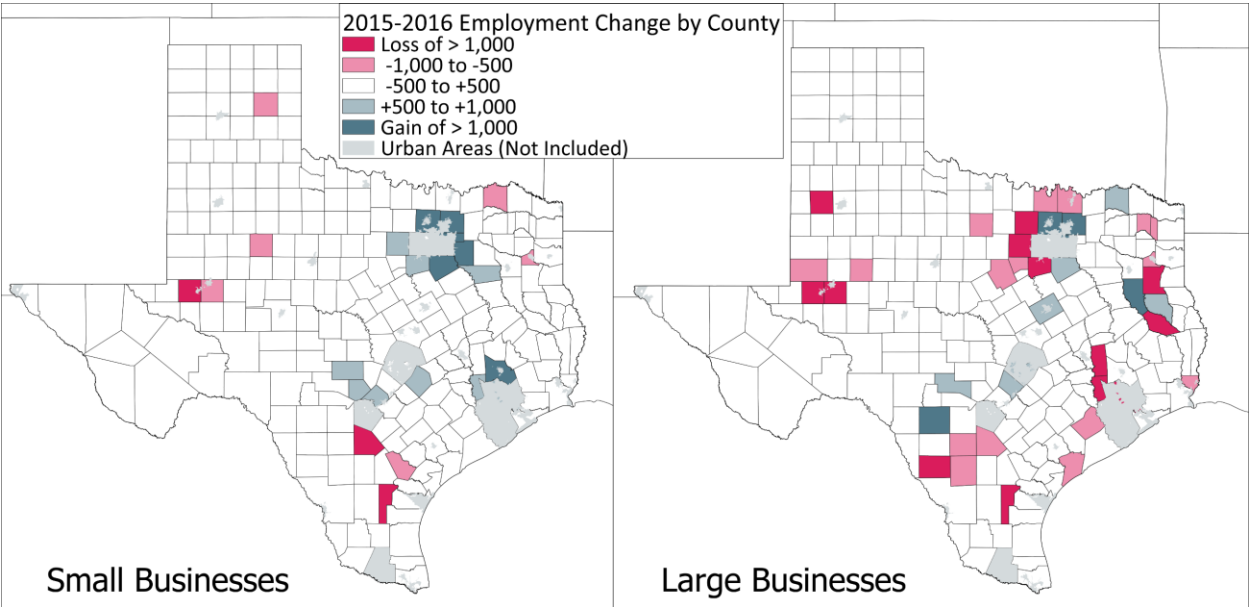 2015-2016 Employment Change by County
Loss of > 1,000
-1,000 to -500
-500 to +500
+500 to +1,000
Gain of > 1,000
Urban Areas (Not Included)
Small Businesses
Large Businesses